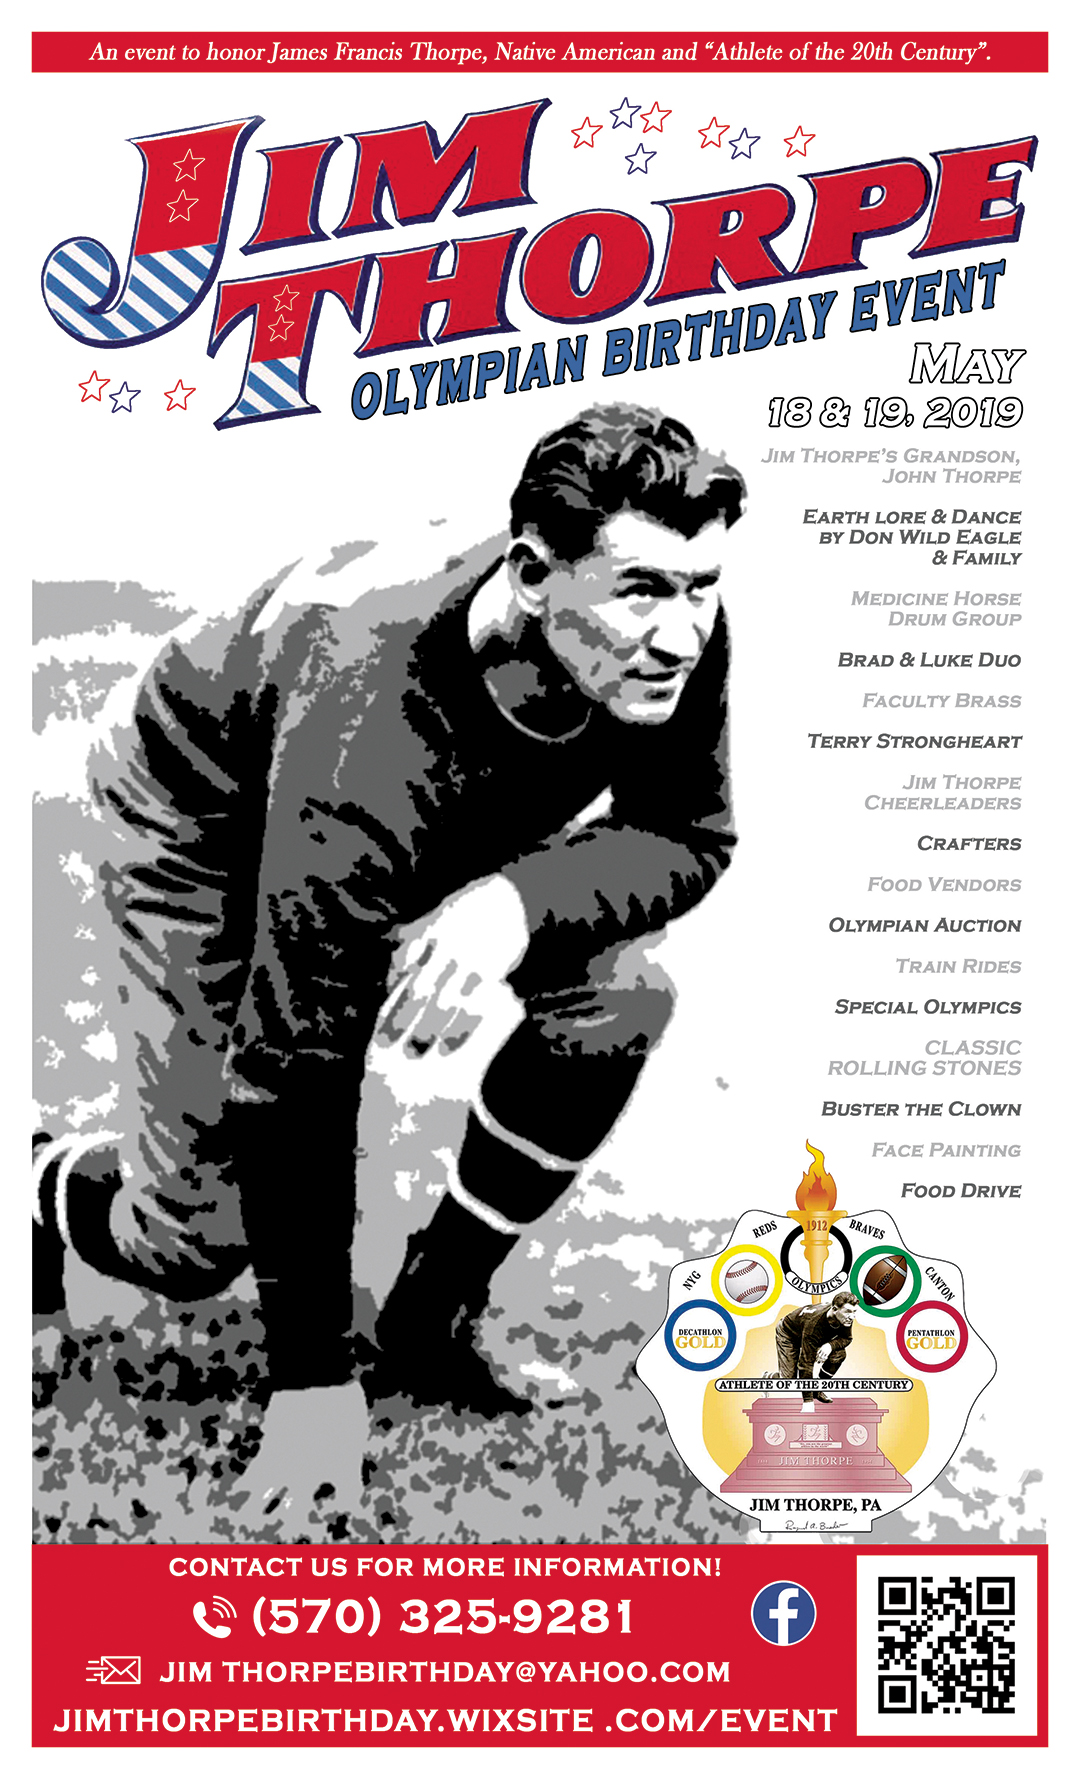 An event to honor James Francis Thorpe, Native American and “Athlete of the 20th Century”.
JIM
THORPE
OLYMPIAN BIRTHDAY EVENT
MAY
18 & 19, 2019
JIM THORPE'S GRANDSON,
JOHN THORPE
EARTH LORE & DANCE
BY DON WILD EAGLE
& FAMILY
MEDICINE HORSE
DRUM GROUP
BRAD & LUKE DUO
FACULTY BRASS
TERRY STRONGHEART
JIM THORPE
CHEERLEADERS
CRAFTERS
FOOD VENDORS
OLYMPIAN AUCTION
TRAIN RIDES
SPECIAL OLYMPICS
CLASSIC
ROLLING STONES
BUSTER THE CLOWN
FACE PAINTING
FOOD DRIVE
NYG
REDS
1912
BRAVES
CANTON
OLYMPICS
DECATHLON
GOLD
PENTATHLON
GOLD
ATHLETE OF THE 20TH CENTURY
JIM THORPE
JIM THORPE, PA
CONTACT US FOR MORE INFORMATION!
(570) 325-9281
JIM THORPEBIRTHDAY@YAHOO.COM
JIMTHORPEBIRTHDAY.WIXSITE .COM/EVENT